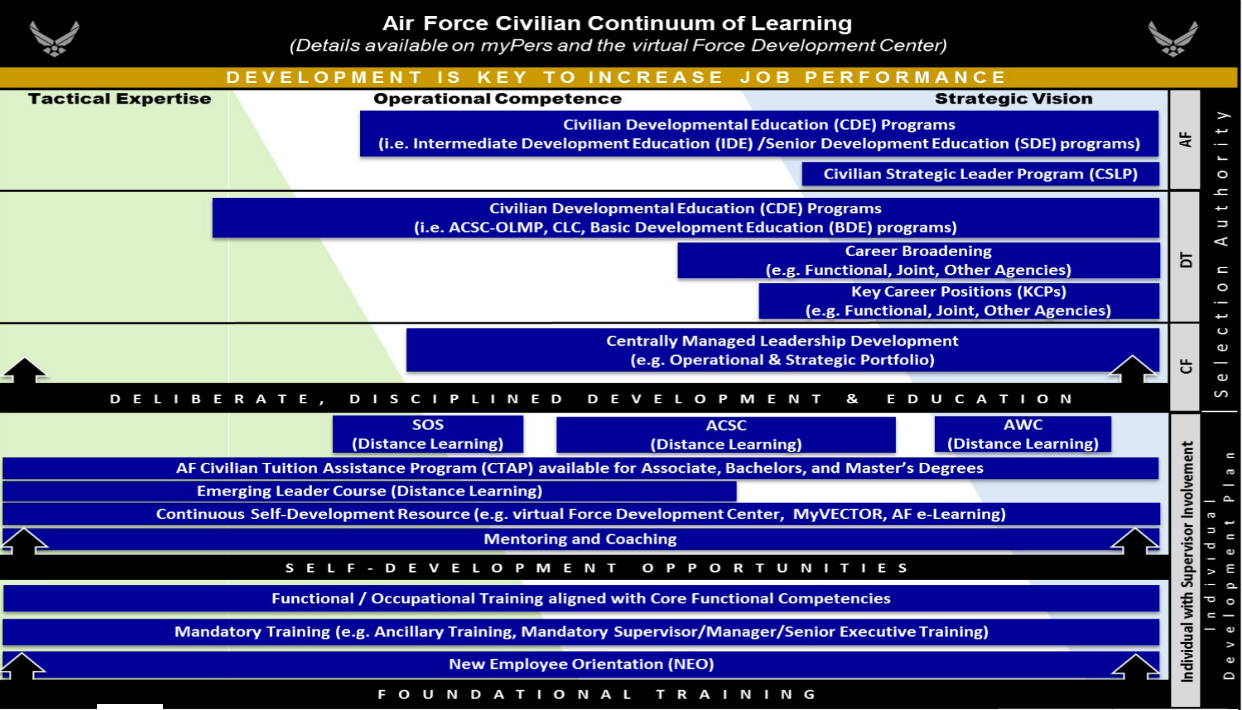 Air Force Civilian Continuum of Learning
(Details available on myPers and the virtual Force Development Center)
DEVELOPMENT IS KEY TO INCREASE JOB PERFORMANCE
Tactical Expertise
Operational Competence
Strategic Vision
Civilian Developmental Education (CDE) Programs
(i.e. Intermediate Development Education (IDE) /Senior Development Education (SDE) programs)
Civilian Strategic Leader Program (CSLP)
AF
Civilian Developmental Education (CDE) Programs
(i.e. ACSC-OLMP, CLC, Basic Development Education (BDE) programs)
Career Broadening
(e.g. Functional, Joint, Other Agencies)
Key Career Positions (KCPs)
(e.g. Functional, Joint, Other Agencies)
DT
Centrally Managed Leadership Development
(e.g. Operational & Strategic Portfolio)
CF
Selection Authority
DELIBERATE, DISCIPLINED DEVELOPMENT & EDUCATION
SOS
(Distance Learning)
ACSC
(Distance Learning)
AWC
(Distance Learning)
AF Civilian Tuition Assistance Program (CTAP) available for Associate, Bachelors, and Master's Degrees
Emerging Leader Course (Distance Learning)
Continuous Self-Development Resource (e.g. virtual Force Development Center, MyVECTOR, AF e-Learning)
Mentoring and Coaching
SELF-DEVELOPMENT OPPORTUNITIES
Functional / Occupational Training aligned with Core Functional Competencies
Mandatory Training (e.g. Ancillary Training, Mandatory Supervisor/Manager/Senior Executive Training)
New Employee Orientation (NEO)
FOUNDATIONAL TRAINING
Individual with Supervisor Involvement
Individual
Development Plan